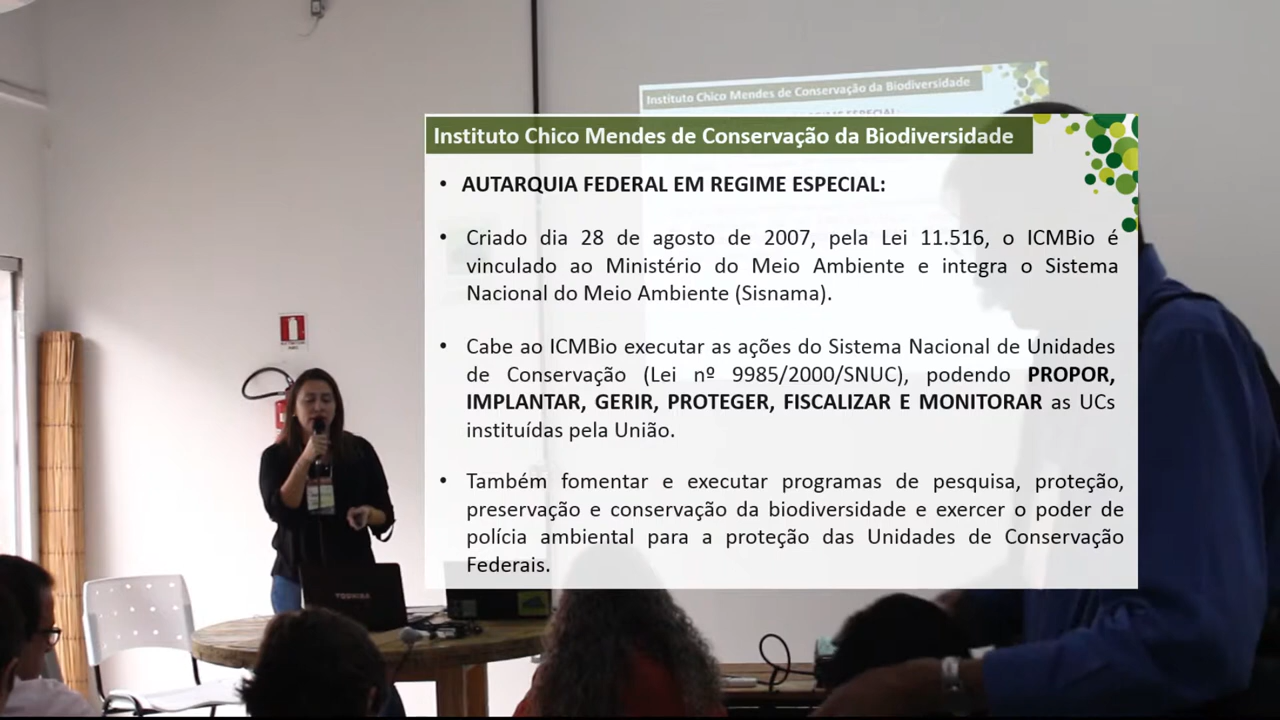 Instituto Chico Mendes de Conservação da Biodiversidade
Instituto Chico Mendes de Conservação da Biodiversidade
• AUTARQUIA FEDERAL EM REGIME ESPECIAL:
• Criado dia 28 de agosto de 2007, pela Lei 11.516, o ICMBio é
vinculado ao Ministério do Meio Ambiente e integra o Sistema
Nacional do Meio Ambiente (Sisnama).
• Cabe ao ICMBio executar as ações do Sistema Nacional de Unidades
de Conservação (Lei nº 9985/2000/SNUC), podendo PROPOR,
IMPLANTAR, GERIR, PROTEGER, FISCALIZAR E MONITORAR as UCs
instituídas pela União.
• Também fomentar e executar programas de pesquisa, proteção,
preservação e conservação da biodiversidade e exercer o poder de
polícia ambiental para a proteção das Unidades de Conservação
Federais.
TOSHIBA